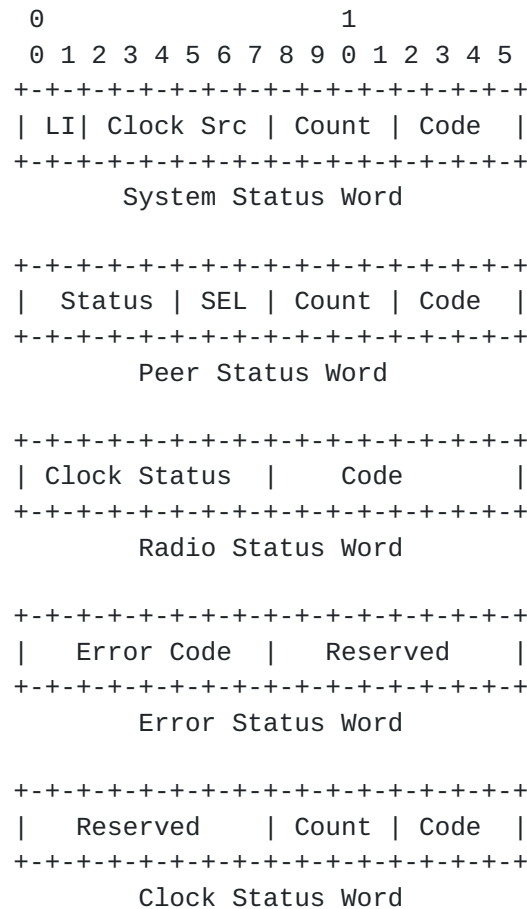 0                   1
 0 1 2 3 4 5 6 7 8 9 0 1 2 3 4 5
+-+-+-+-+-+-+-+-+-+-+-+-+-+-+-+-+
| LI| Clock Src | Count | Code  |
+-+-+-+-+-+-+-+-+-+-+-+-+-+-+-+-+
       System Status Word

+-+-+-+-+-+-+-+-+-+-+-+-+-+-+-+-+
|  Status | SEL | Count | Code  |
+-+-+-+-+-+-+-+-+-+-+-+-+-+-+-+-+
        Peer Status Word

+-+-+-+-+-+-+-+-+-+-+-+-+-+-+-+-+
| Clock Status  |    Code       |
+-+-+-+-+-+-+-+-+-+-+-+-+-+-+-+-+
        Radio Status Word

+-+-+-+-+-+-+-+-+-+-+-+-+-+-+-+-+
|   Error Code  |   Reserved    |
+-+-+-+-+-+-+-+-+-+-+-+-+-+-+-+-+
        Error Status Word

+-+-+-+-+-+-+-+-+-+-+-+-+-+-+-+-+
|   Reserved    | Count | Code  |
+-+-+-+-+-+-+-+-+-+-+-+-+-+-+-+-+
        Clock Status Word